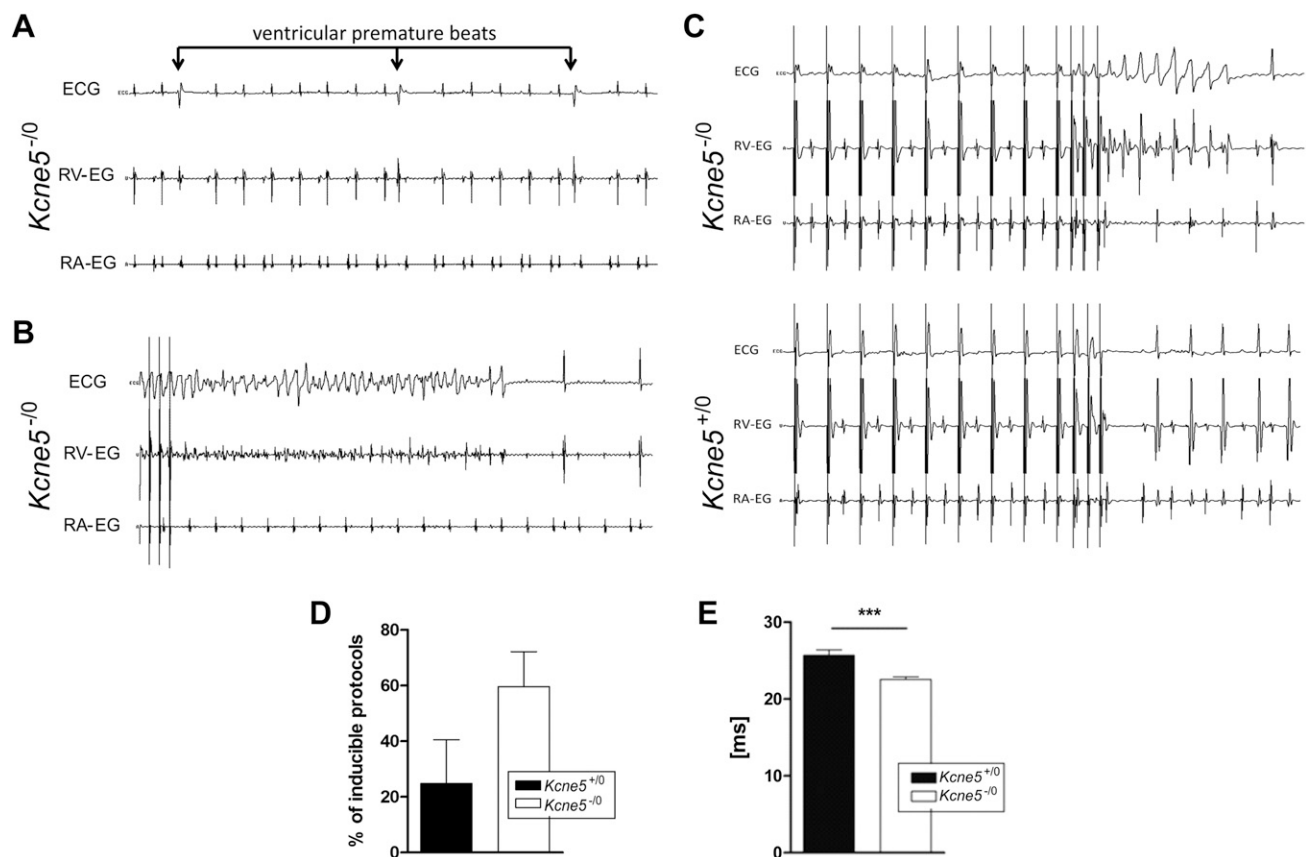 A
ventricular premature beats
ECG
RV-EG
RA-EG
Kcne5-/0
B
ECG
RV-EG
RA-EG
Kcne5-/0
C
ECG
RV-EG
RA-EG
Kcne5-/0
ECG
RV-EG
RA-EG
Kcne5+/0
D
% of inducible protocols
80
60
40
20
0
Kcne5+/0
Kcne5-/0
E
***
[ms]
30
20
10
0
Kcne5+/0
Kcne5-/0